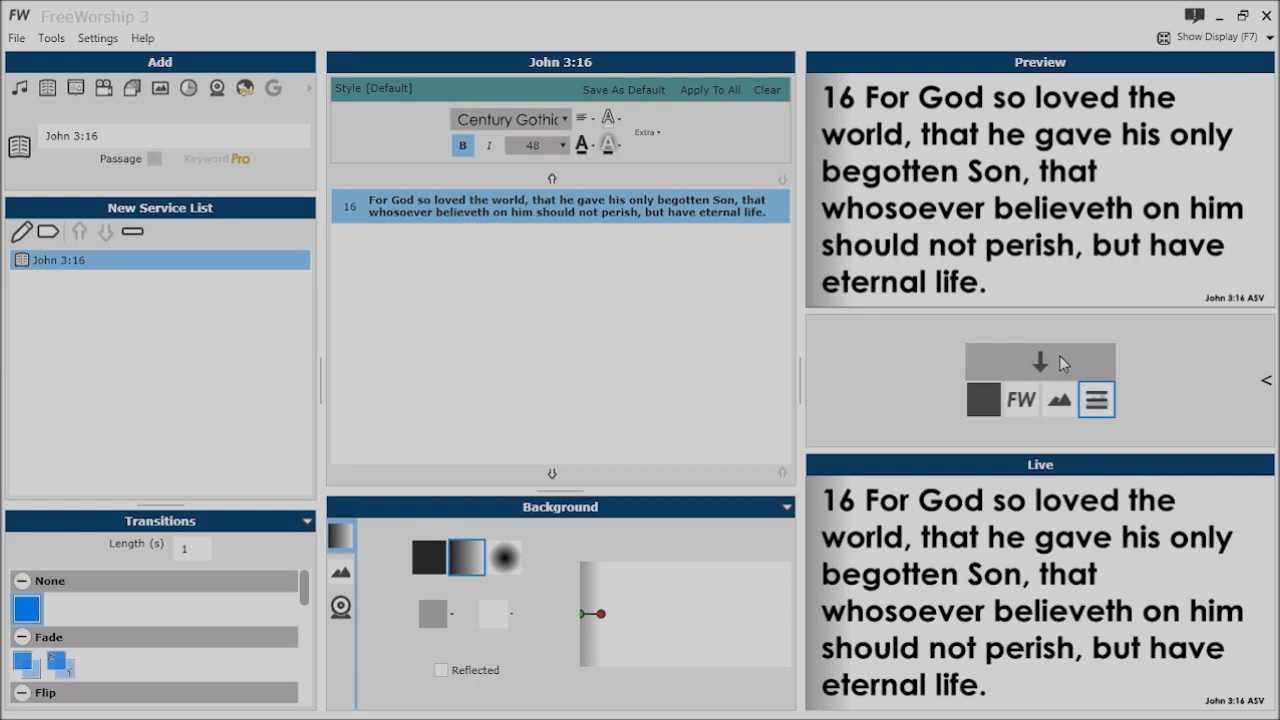 FW FreeWorship 3
File Tools Settings Help
Show Display (F7)
Add
John 3:16
Passage Keyword Pro
New Service List
John 3:16
Transitions
Length (s) 1
None
Fade
Flip
John 3:16
Style [Default] Save As Default Apply To All Clear
Century Gothic
B I 48
Extra
16 For God so loved the world, that he gave his only begotten Son, that
whosoever believeth on him should not perish, but have eternal life.
Background
Reflected
Preview
16 For God so loved the
world, that he gave his only
begotten Son, that
whosoever believeth on him
should not perish, but have
eternal life.
John 3:16 ASV
FW
<
Live
16 For God so loved the
world, that he gave his only
begotten Son, that
whosoever believeth on him
should not perish, but have
eternal life.
John 3:16 ASV